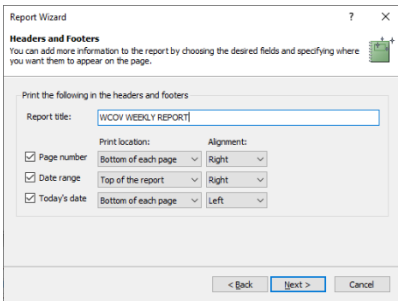 Report Wizard ? ×
Headers and Footers
You can add more information to the report by choosing the desired fields and specifying where
you want them to appear on the page.
Print the following in the headers and footers
Report title: WCOV WEEKLY REPORT
Print location: Alignment:
Page number Bottom of each page Right
Date range Top of the report Right
Today's date Bottom of each page Left
< Back Next > Cancel